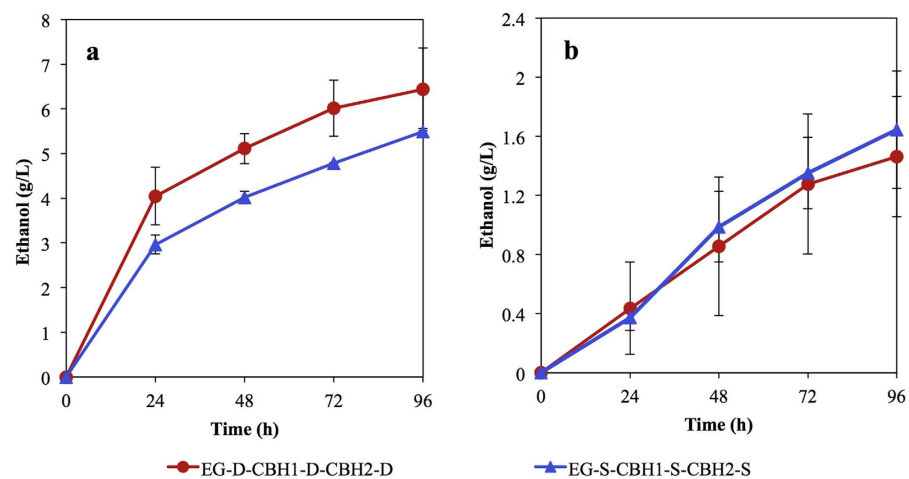 a
8
7
6
5
4
3
2
1
0
Ethanol (g/L)
0 24 48 72 96
Time (h)
b
2.4
2
1.6
1.2
0.8
0.4
0
Ethanol (g/L)
0 24 48 72 96
Time (h)
EG-D-CBH1-D-CBH2-D
EG-S-CBH1-S-CBH2-S